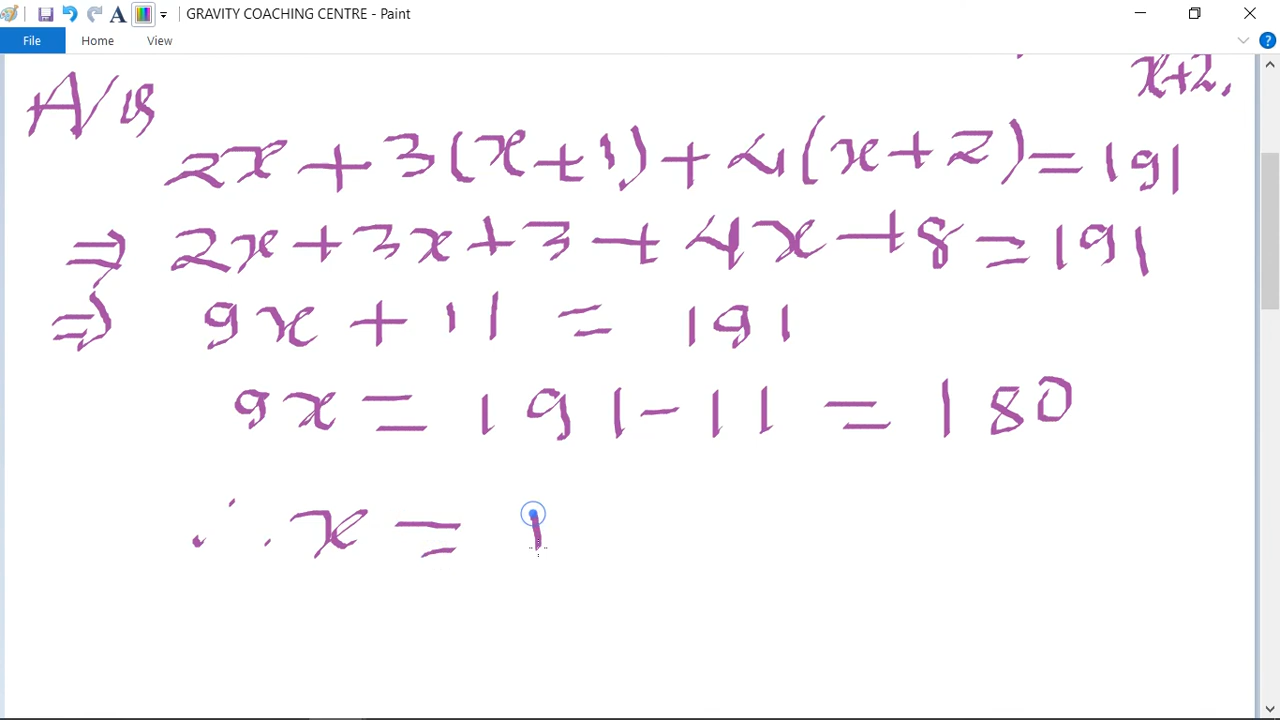 GRAVITY COACHING CENTRE - Paint
File Home View
x+2.
A/
2x + 3(x+1) + 4(x+2) = 191
⇒ 2x + 3x + 3 + 4x + 8 = 191
⇒ 9x + 11 = 191
9x = 191 - 11 = 180
∴ x = 1